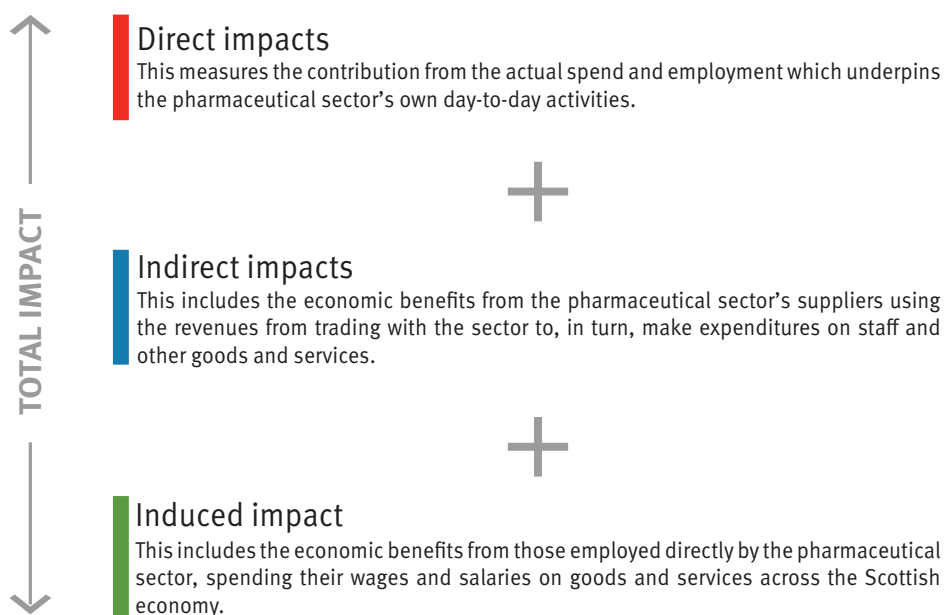 TOTAL IMPACT
Direct impacts
This measures the contribution from the actual spend and employment which underpins
the pharmaceutical sector's own day-to-day activities.
+
Indirect impacts
This includes the economic benefits from the pharmaceutical sector's suppliers using
the revenues from trading with the sector to, in turn, make expenditures on staff and
other goods and services.
+
Induced impact
This includes the economic benefits from those employed directly by the pharmaceutical
sector, spending their wages and salaries on goods and services across the Scottish
economy.